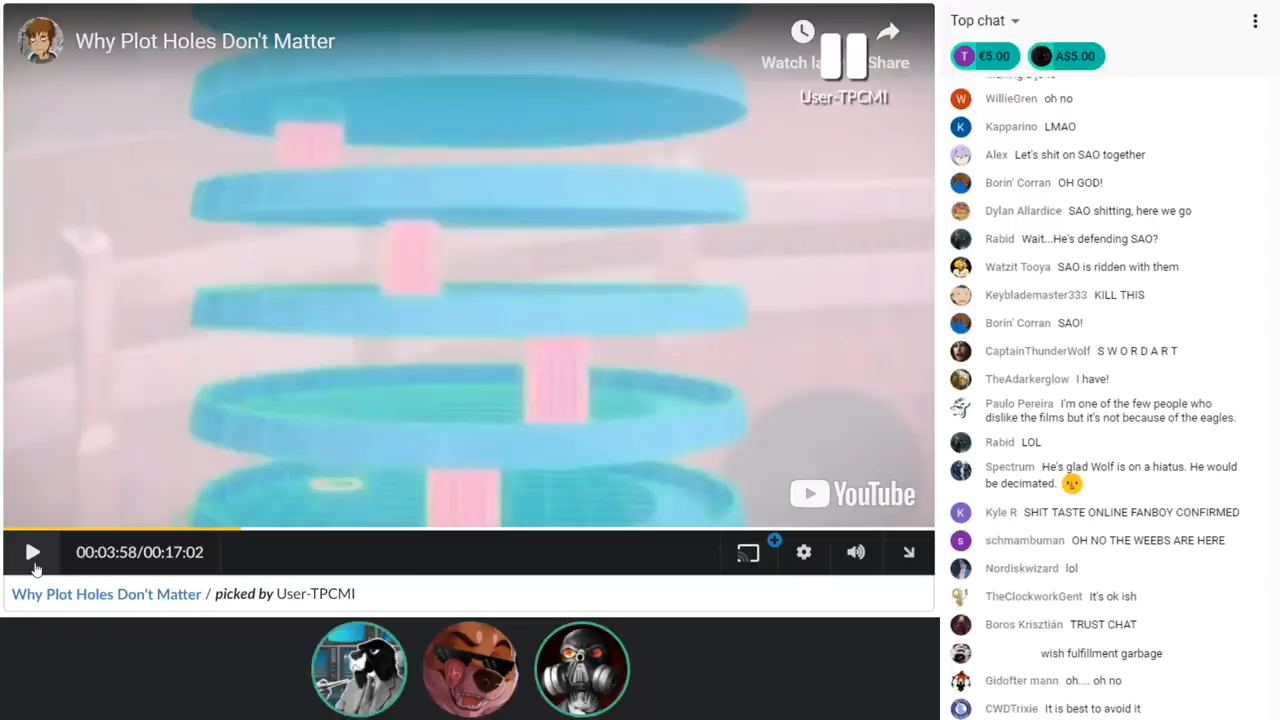 Why Plot Holes Don't Matter
Watch la
Share
User-TPCMI
YouTube
00:03:58/00:17:02
Why Plot Holes Don't Matter / picked by User-TPCMI
Top chat
T €5.00
A$5.00
W WillieGren oh no
K Kapparino LMAO
Alex Let's shit on SAO together
Borin' Corran OH GOD!
Dylan Allardice SAO shitting, here we go
Rabid Wait...He's defending SAO?
Watzit Tooya SAO is ridden with them
Keyblademaster333 KILL THIS
Borin' Corran SAO!
CaptainThunderWolf S W O R D A R T
TheAdarkerglow I have!
Paulo Pereira I'm one of the few people who
dislike the films but it's not because of the eagles.
Rabid LOL
Spectrum He's glad Wolf is on a hiatus. He would
be decimated.
K Kyle R SHIT TASTE ONLINE FANBOY CONFIRMED
s schmambuman OH NO THE WEEBS ARE HERE
Nordiskwizard lol
TheClockworkGent It's ok ish
Boros Krisztián TRUST CHAT
wish fulfillment garbage
Gidofter mann oh.... oh no
CWDTrixie It is best to avoid it